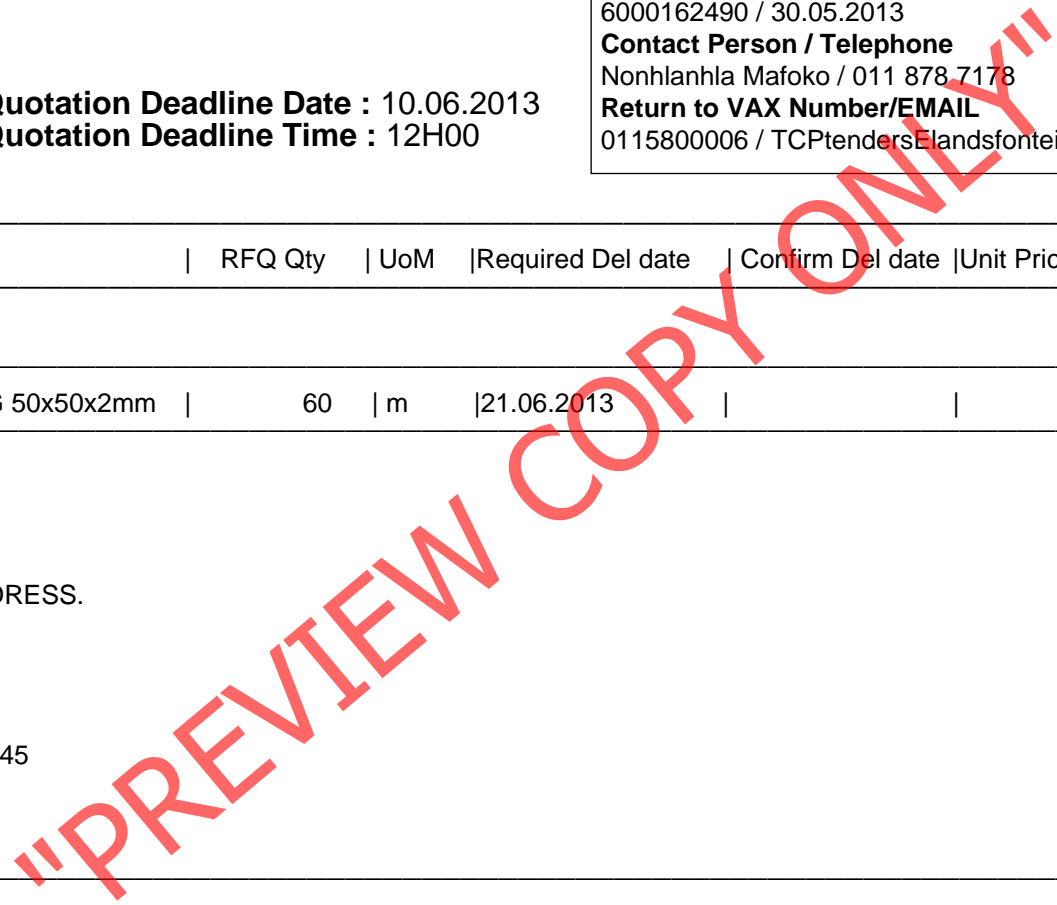 6000162490 / 30.05.2013
Contact Person / Telephone
Nonhlanhla Mafoko / 011 878 7178
Quotation Deadline Date : 10.06.2013
Return to VAX Number/EMAIL
Quotation Deadline Time : 12H00
0115800006 / TCPtendersElandsfontei
| RFQ Qty | UoM |Required Del date | Confirm Del date |Unit Pric
50x50x2mm | 60 | m |21.06.2013 | |
DRESS.
45
"PREVIEW COPY ONLY"